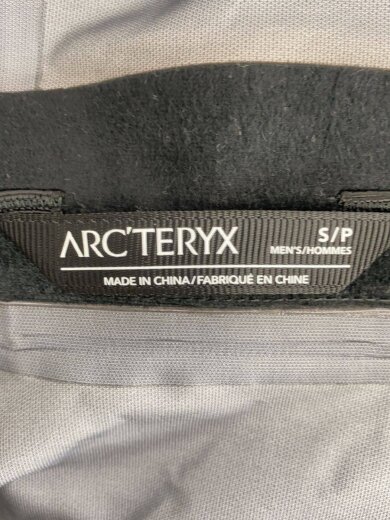 ARC'TERYX
S/P
MEN'S/HOMMES
MADE IN CHINA/FABRIQUÉ EN CHINE